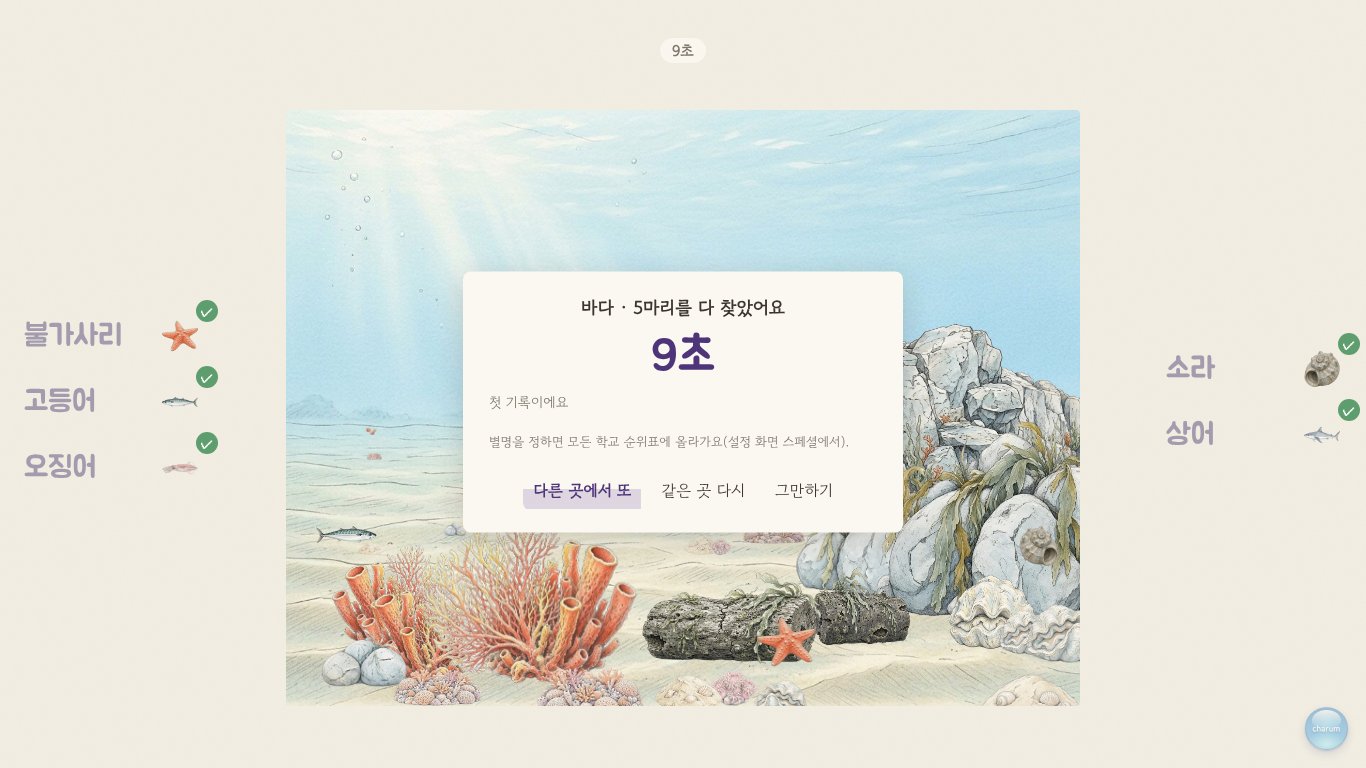 9초
불가사리
고등어
오징어
바다 · 5마리를 다 찾았어요
9초
첫 기록이에요
별명을 정하면 모든 학교 순위표에 올라가요(설정 화면 스페셜에서).
다른 곳에서 또 같은 곳 다시 그만하기
소라
상어
charum